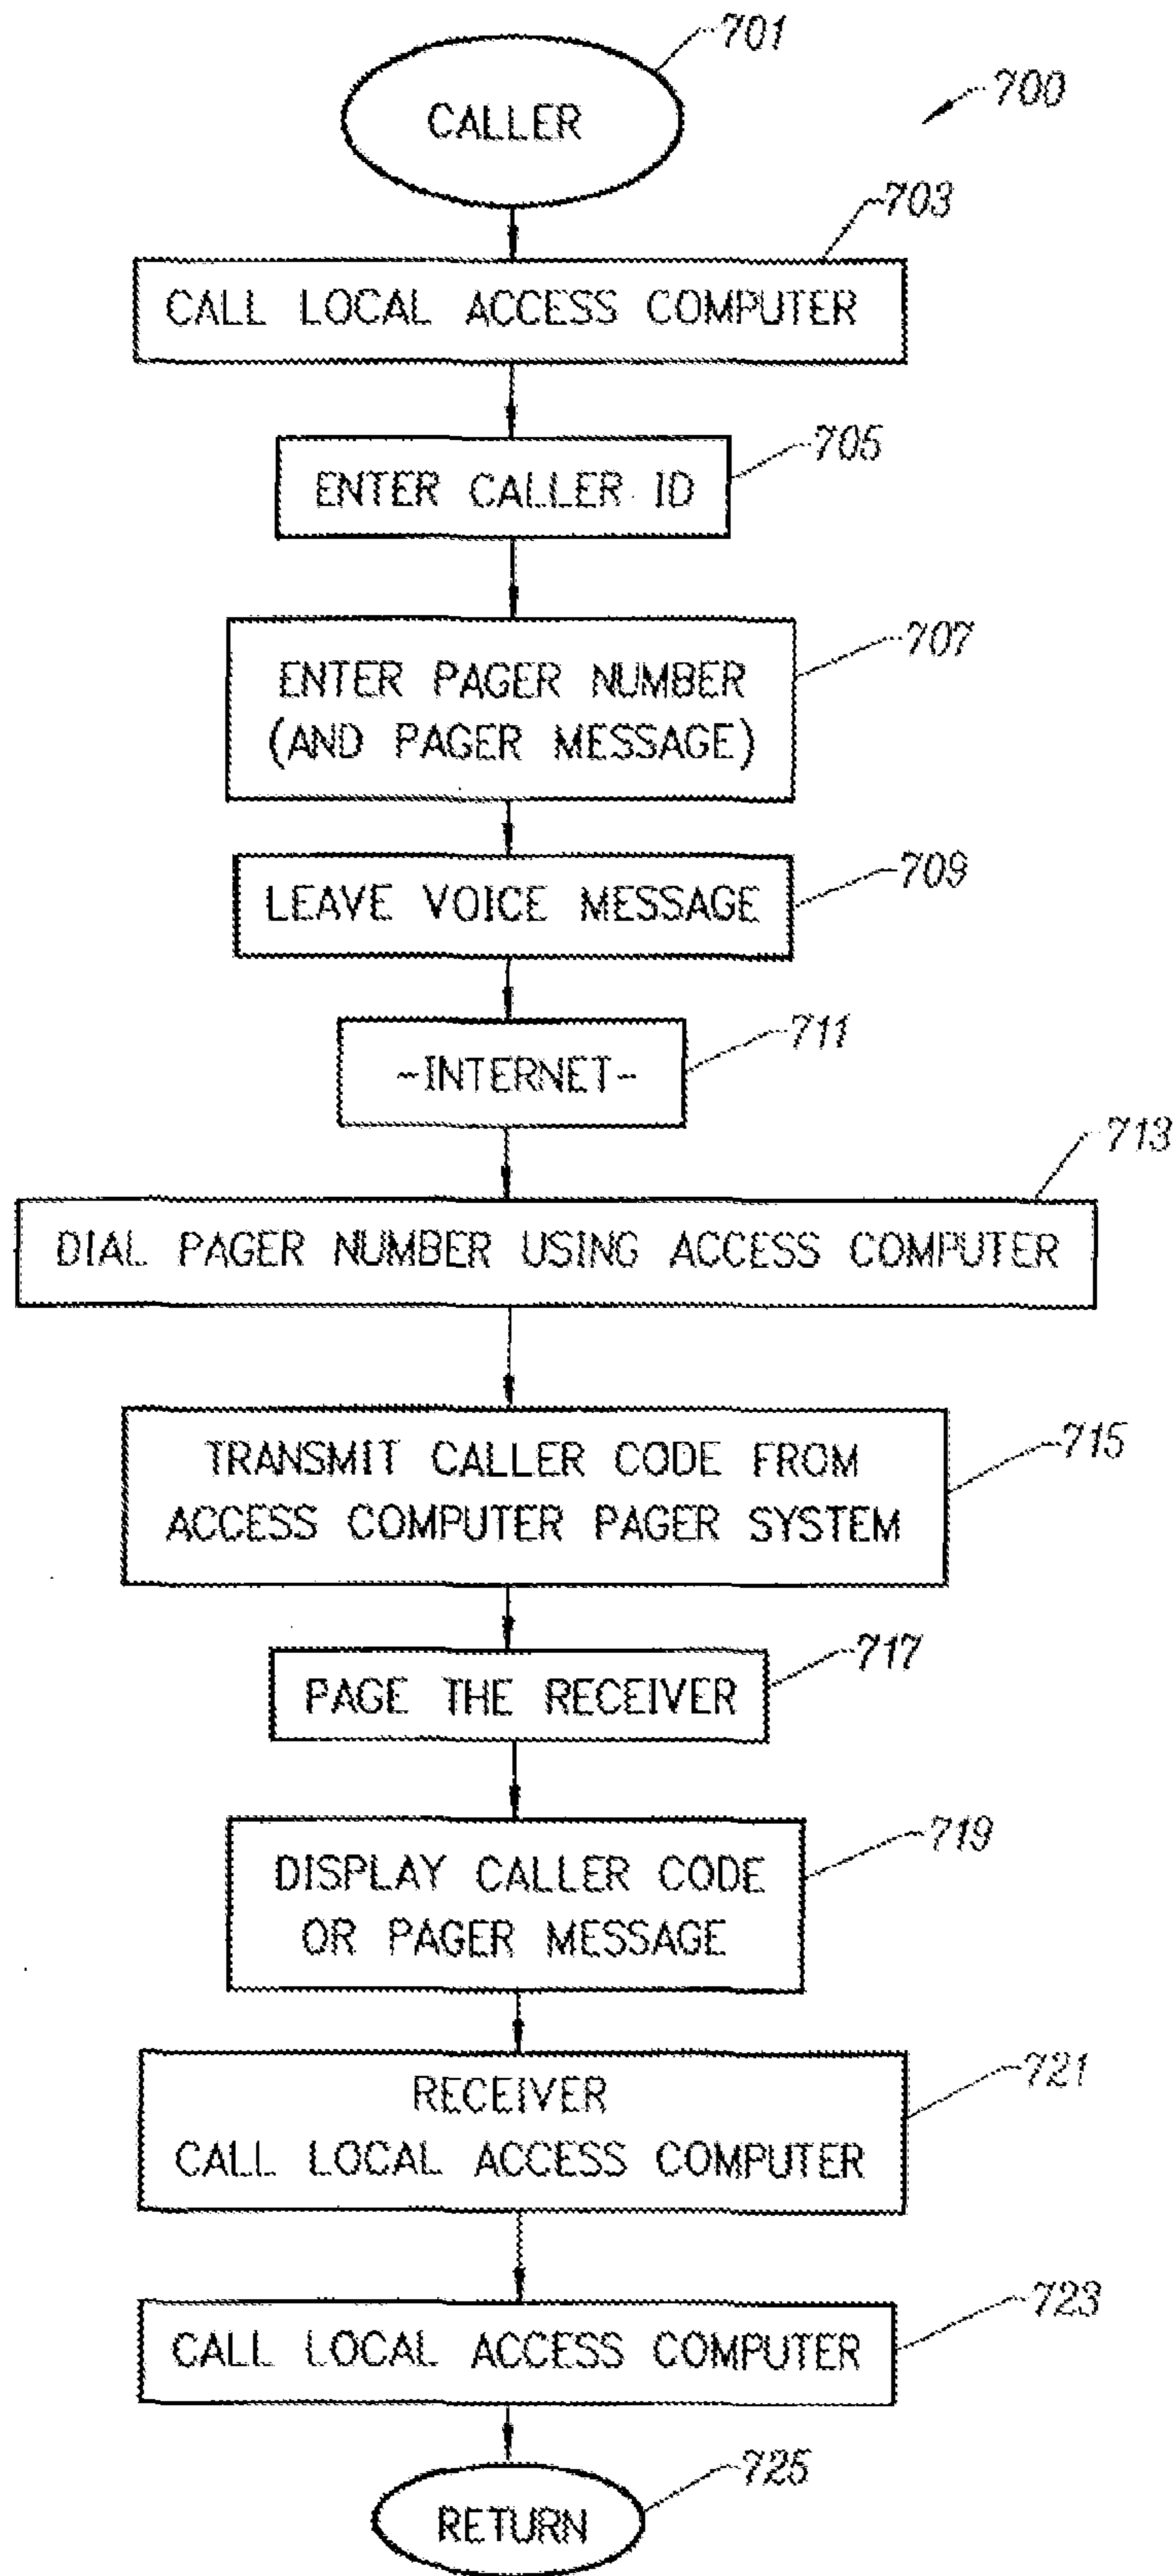 701
CALLER
700
703
CALL LOCAL ACCESS COMPUTER
705
ENTER CALLER ID
707
ENTER PAGER NUMBER
(AND PAGER MESSAGE)
709
LEAVE VOICE MESSAGE
711
-INTERNET-
713
DIAL PAGER NUMBER USING ACCESS COMPUTER
715
TRANSMIT CALLER CODE FROM
ACCESS COMPUTER PAGER SYSTEM
717
PAGE THE RECEIVER
719
DISPLAY CALLER CODE
OR PAGER MESSAGE
721
RECEIVER
CALL LOCAL ACCESS COMPUTER
723
CALL LOCAL ACCESS COMPUTER
725
RETURN